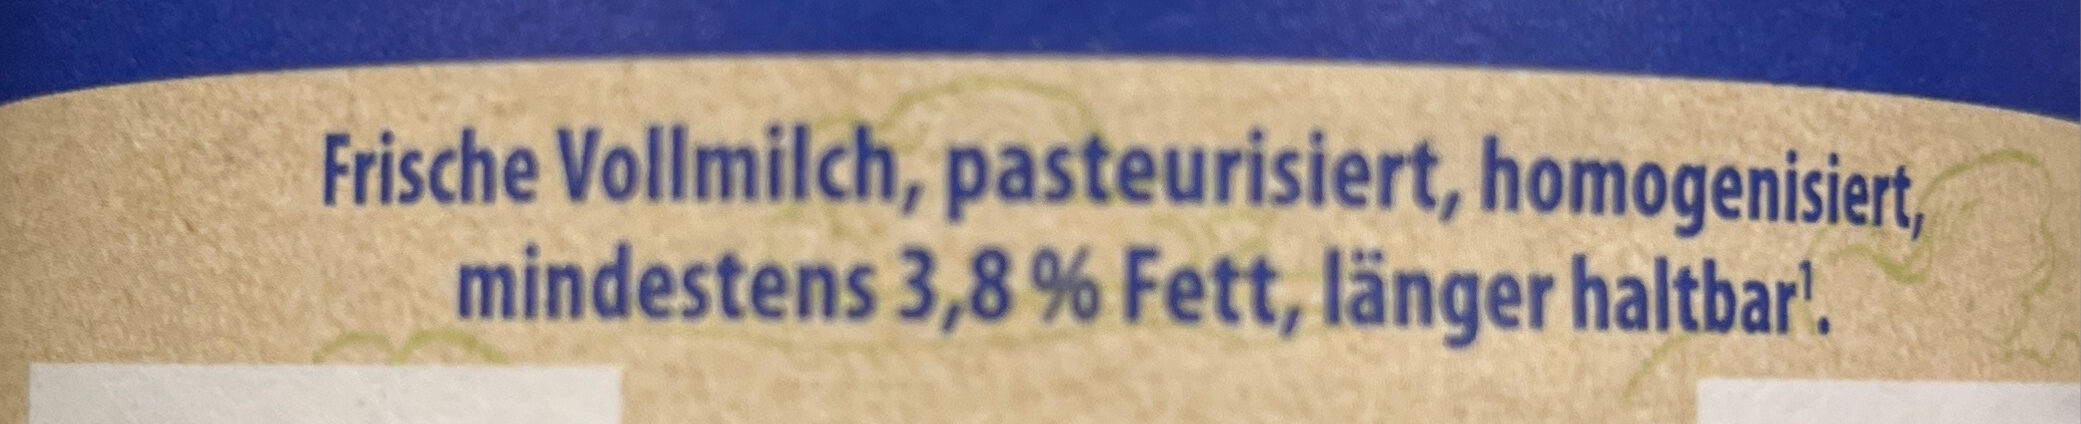 Frische Vollmilch, pasteurisiert, homogenisiert,
mindestens 3,8 % Fett, länger haltbar¹.